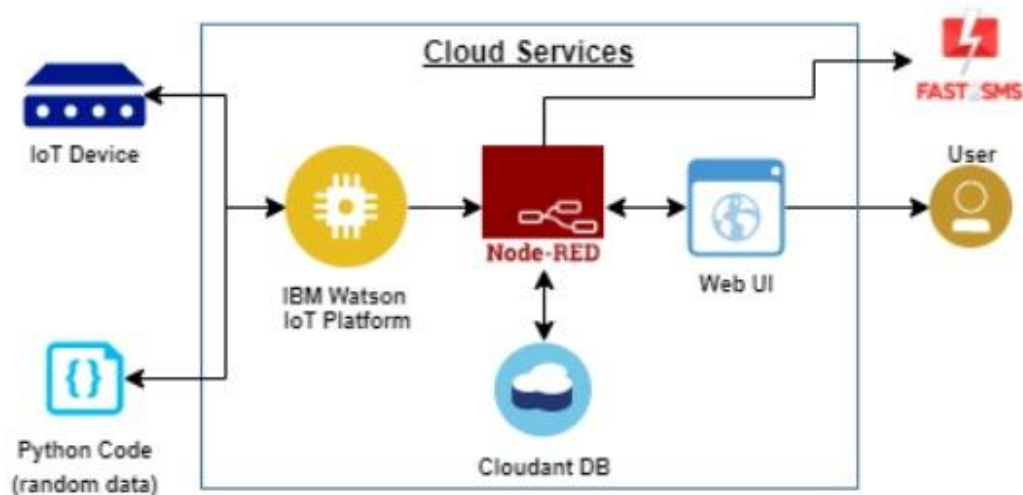 Cloud Services
FAST2SMS
IoT Device
User
Node-RED
IBM Watson
IoT Platform
Web UI
{}
Python Code
(random data)
Cloudant DB